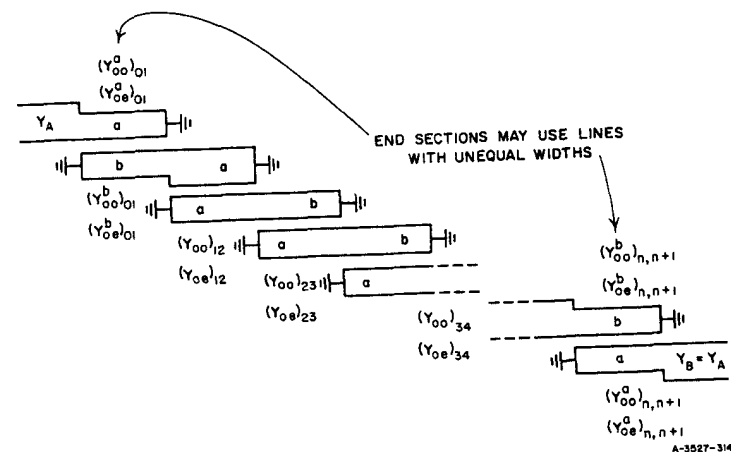 (Y^a_oo)_01
(Y^a_oe)_01
Y_A
a
END SECTIONS MAY USE LINES
WITH UNEQUAL WIDTHS
b
a
(Y^b_oo)_01
(Y^b_oe)_01
a
b
(Y_oo)_12
(Y_oe)_12
a
b
(Y_oo)_23
(Y_oe)_23
a
(Y_oo)_34
(Y_oe)_34
(Y^b_oo)_n,n+1
(Y^b_oe)_n,n+1
b
a
Y_B = Y_A
(Y^a_oo)_n,n+1
(Y^a_oe)_n,n+1
A-3527-314